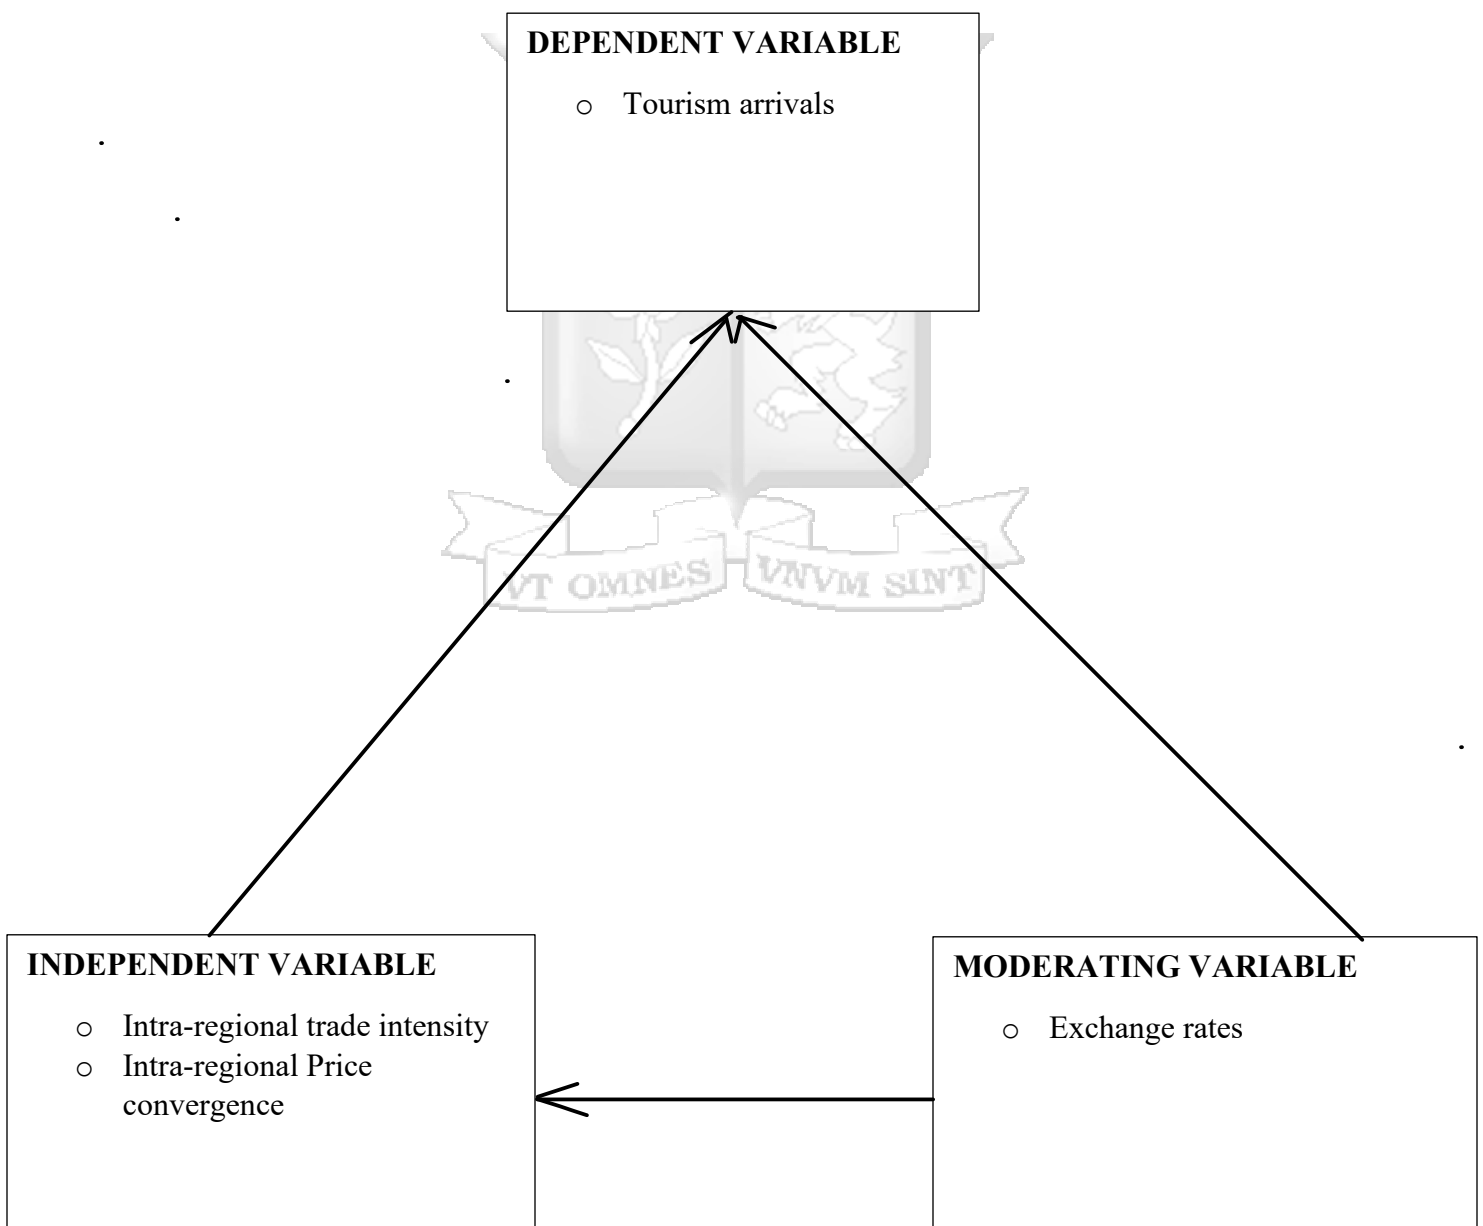 DEPENDENT VARIABLE
o Tourism arrivals
VT OMNES VNVM SINT
INDEPENDENT VARIABLE
o Intra-regional trade intensity
o Intra-regional Price
convergence
MODERATING VARIABLE
o Exchange rates